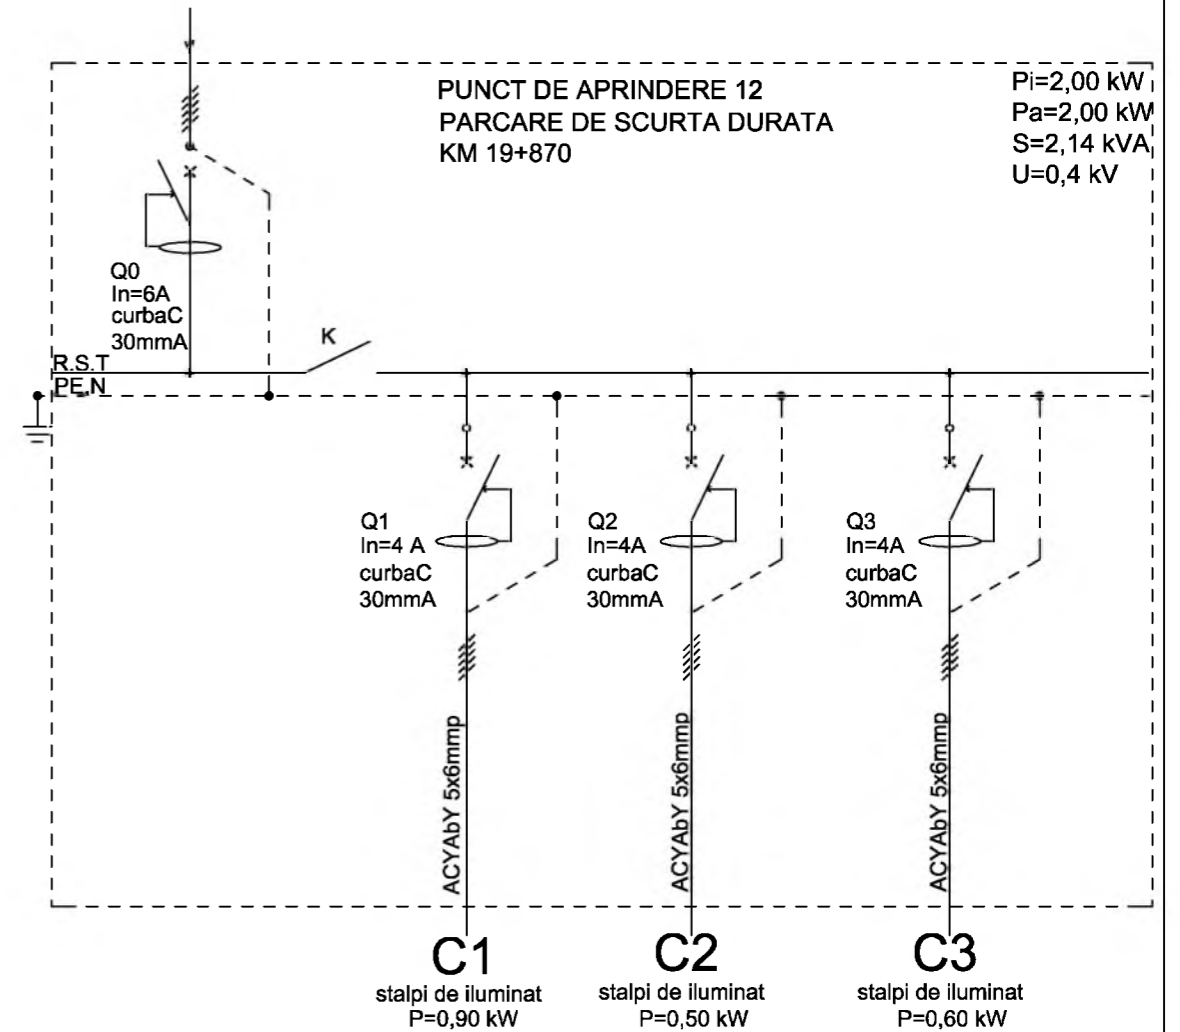 PUNCT DE APRINDERE 12
PARCARE DE SCURTA DURATA
KM 19+870
Pi=2,00 kW
Pa=2,00 kW
S=2,14 kVA
U=0,4 kV
Q0
In=6A
curbaC
30mmA
K
R.S.T
PE,N
Q1
In=4 A
curbaC
30mmA
Q2
In=4A
curbaC
30mmA
Q3
In=4A
curbaC
30mmA
ACYAbY 5x6mmp
ACYAbY 5x6mmp
ACYAbY 5x6mmp
C1
stalpi de iluminat
P=0,90 kW
C2
stalpi de iluminat
P=0,50 kW
C3
stalpi de iluminat
P=0,60 kW